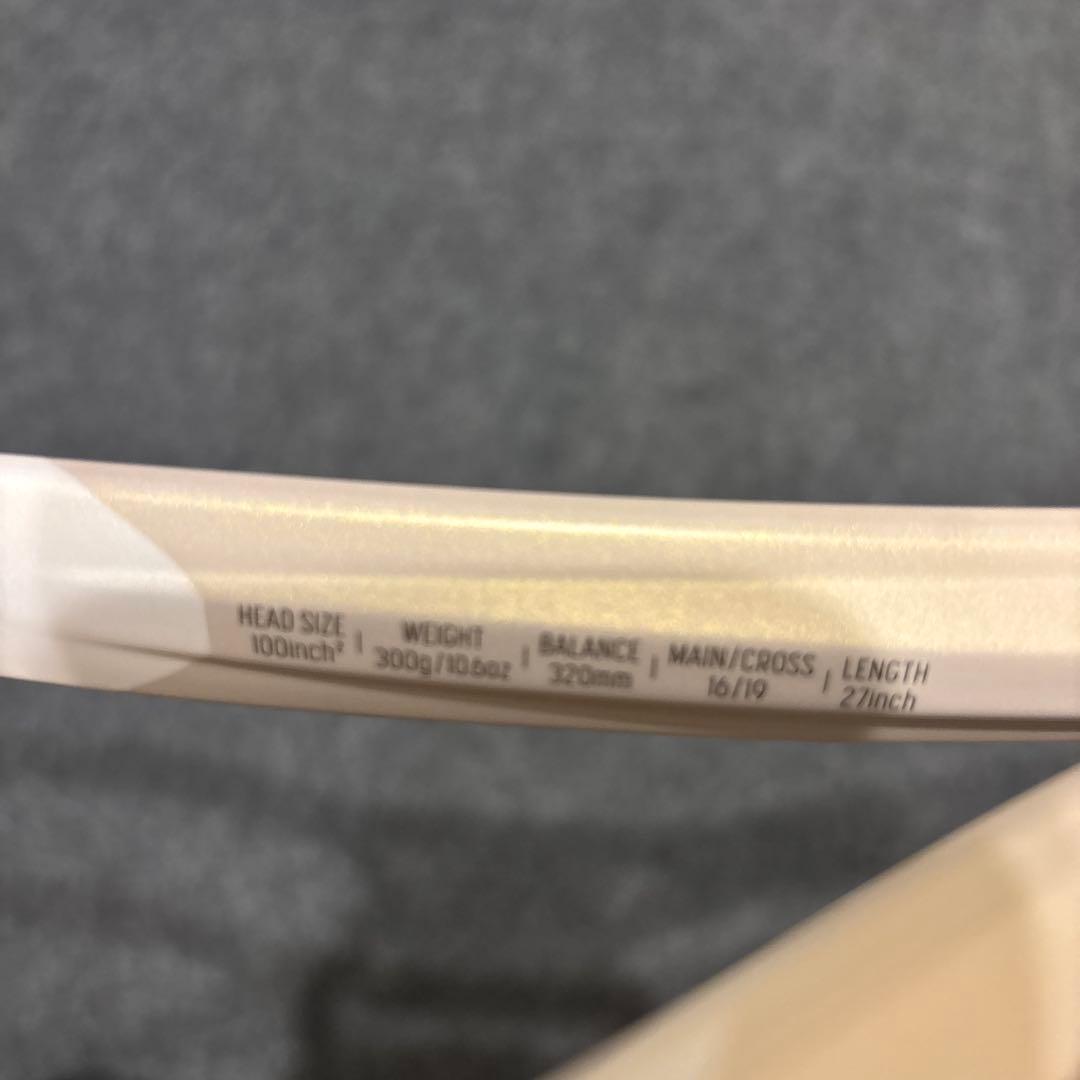 HEAD SIZE | WEIGHT | BALANCE | MAIN/CROSS | LENGTH
100inch² 300g/10.6oz 320mm 16/19 27inch